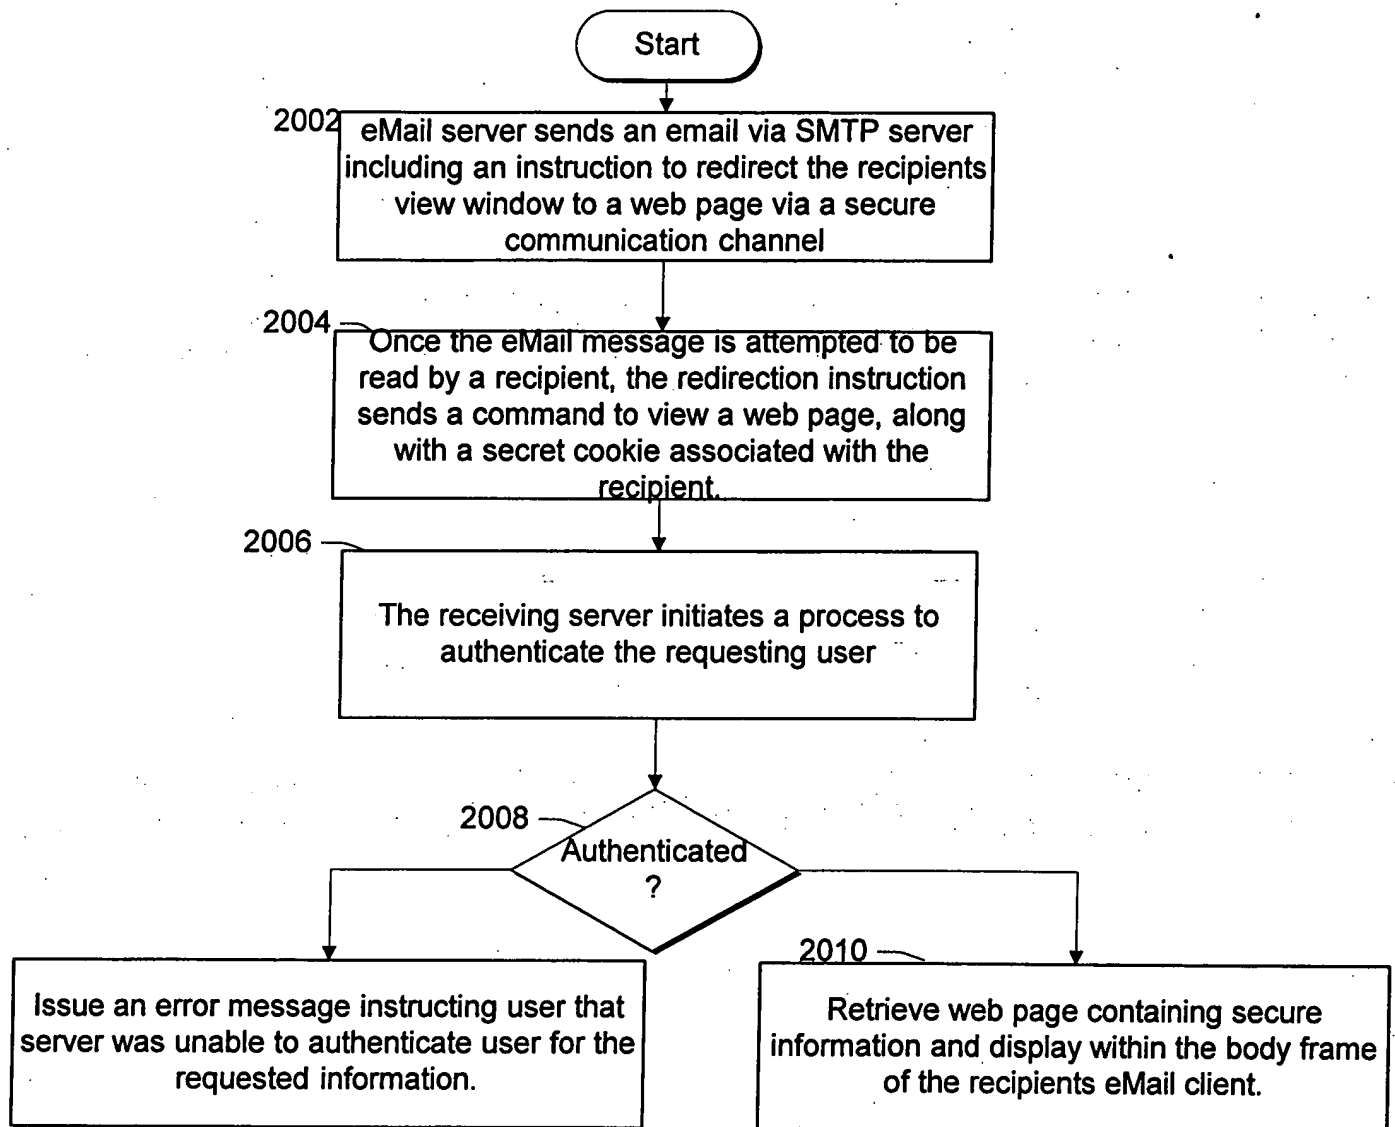 Start
2002
eMail server sends an email via SMTP server
including an instruction to redirect the recipients
view window to a web page via a secure
communication channel
2004
Once the eMail message is attempted to be
read by a recipient, the redirection instruction
sends a command to view a web page, along
with a secret cookie associated with the
recipient.
2006
The receiving server initiates a process to
authenticate the requesting user
2008
Authenticated
?
Issue an error message instructing user that
server was unable to authenticate user for the
requested information.
2010
Retrieve web page containing secure
information and display within the body frame
of the recipients eMail client.